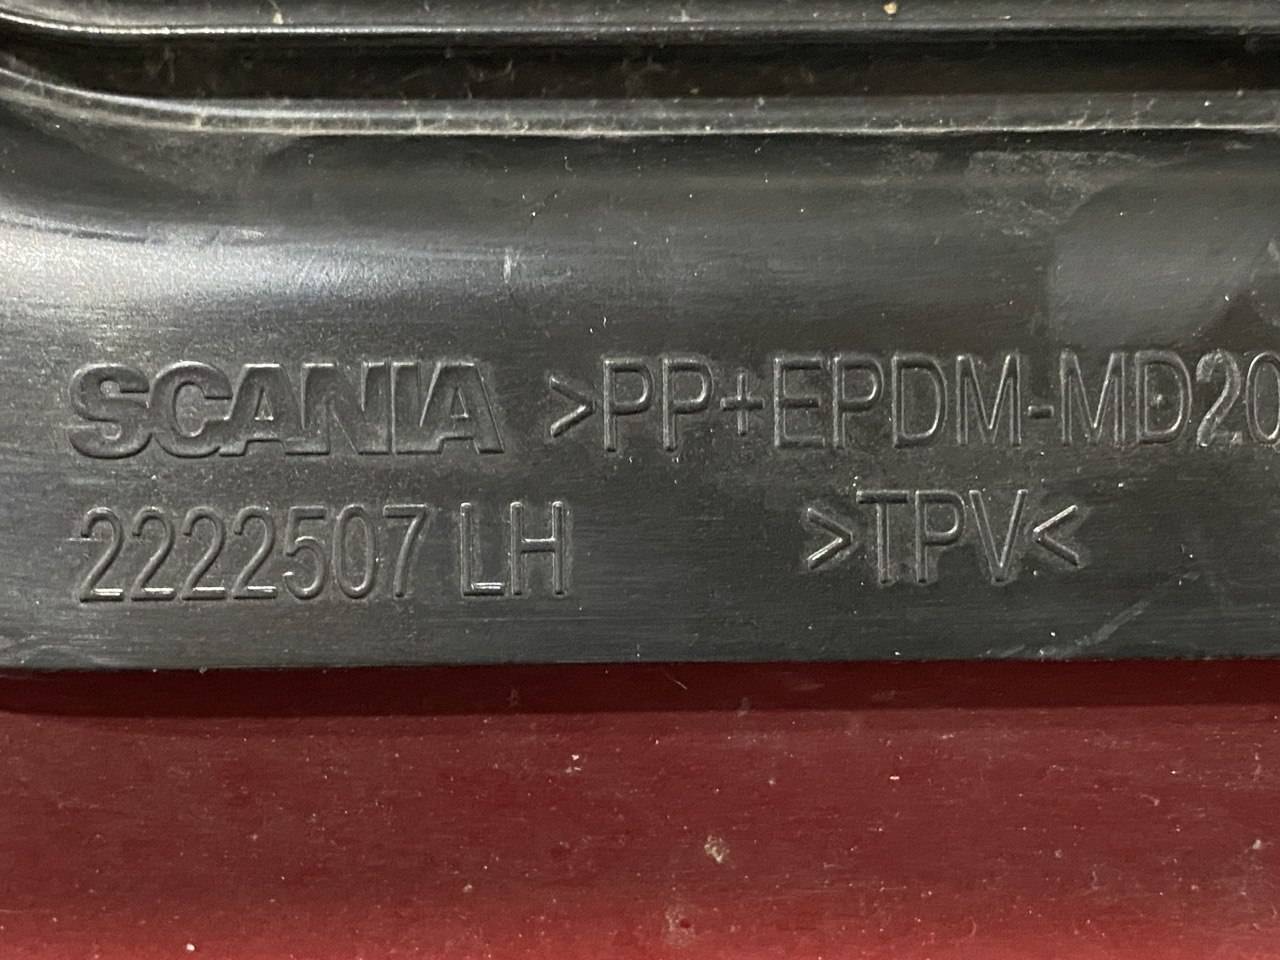 SCANIA >PP+EPDM-MD20
2222507 LH >TPV<